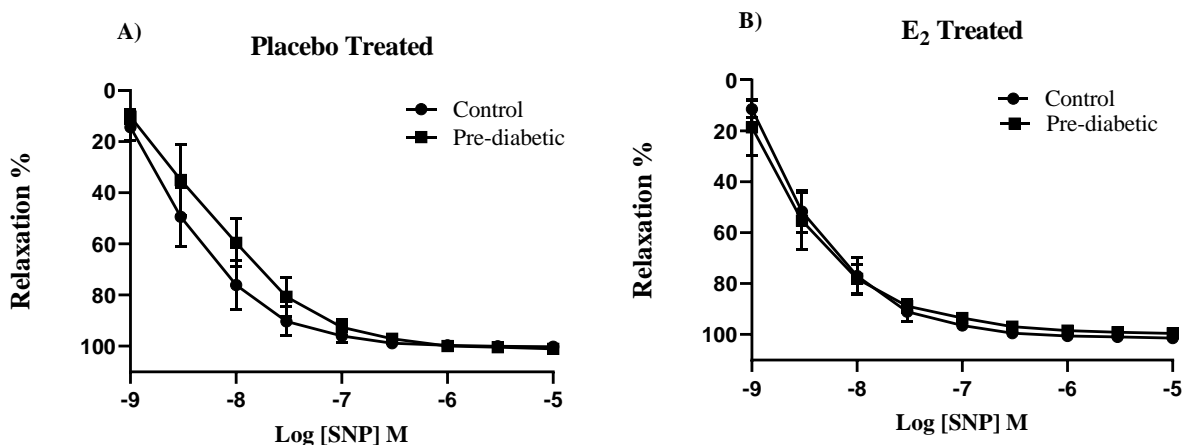 A)
Placebo Treated
Control
Pre-diabetic
0
20
40
60
80
100
Relaxation %
-9
-8
-7
-6
-5
Log [SNP] M
B)
E₂ Treated
Control
Pre-diabetic
0
20
40
60
80
100
Relaxation %
-9
-8
-7
-6
-5
Log [SNP] M